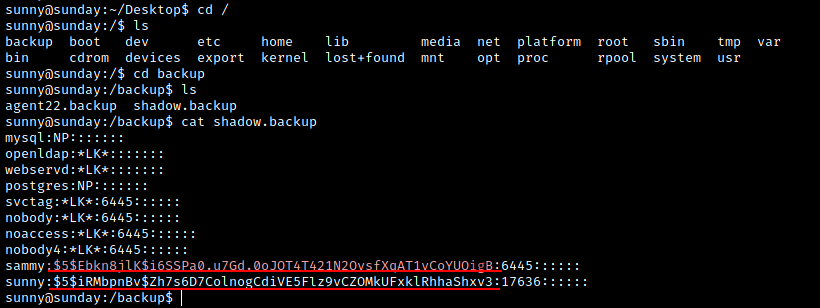 sunny@sunday:~/Desktop$ cd /
sunny@sunday:/$ ls
backup  boot   dev      etc     home    lib         media  net  platform  root   sbin    tmp  var
bin     cdrom  devices  export  kernel  lost+found  mnt    opt  proc      rpool  system  usr
sunny@sunday:/$ cd backup
sunny@sunday:/backup$ ls
agent22.backup  shadow.backup
sunny@sunday:/backup$ cat shadow.backup
mysql:NP:::::::
openldap:*LK*:::::::
webservd:*LK*:::::::
postgres:NP:::::::
svctag:*LK*:6445::::::
nobody:*LK*:6445::::::
noaccess:*LK*:6445::::::
nobody4:*LK*:6445::::::
sammy:$5$Ebkn8jlK$i6SSPa0.u7Gd.0oJOT4T421N2OvsfXqAT1vCoYUOigB:6445::::::
sunny:$5$iRMbpnBv$Zh7s6D7ColnogCdiVE5Flz9vCZOMkUFxklRhhaShxv3:17636::::::
sunny@sunday:/backup$